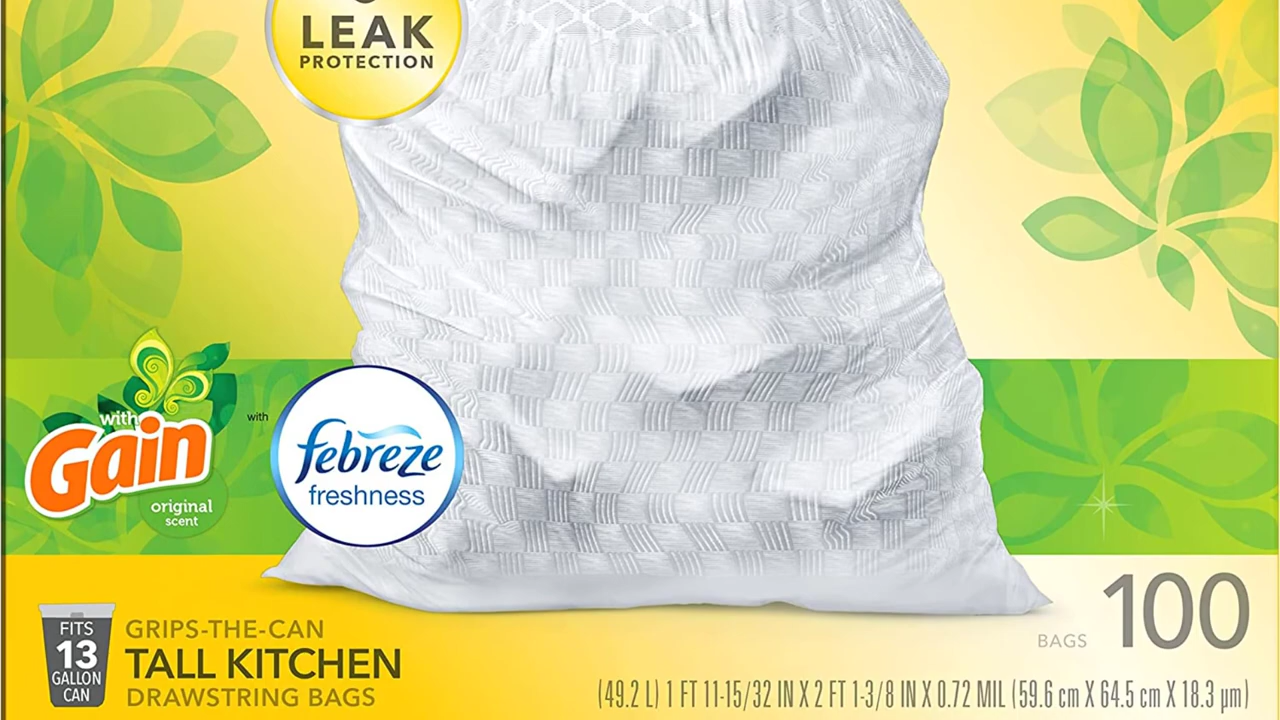 LEAK
PROTECTION
with
Gain
original
scent
with
febreze
freshness
FITS
13
GALLON
CAN
GRIPS-THE-CAN
TALL KITCHEN
DRAWSTRING BAGS
BAGS 100
(49.2 L) 1 FT 11-15/32 IN X 2 FT 1-3/8 IN X 0.72 MIL (59.6 cm X 64.5 cm X 18.3 µm)